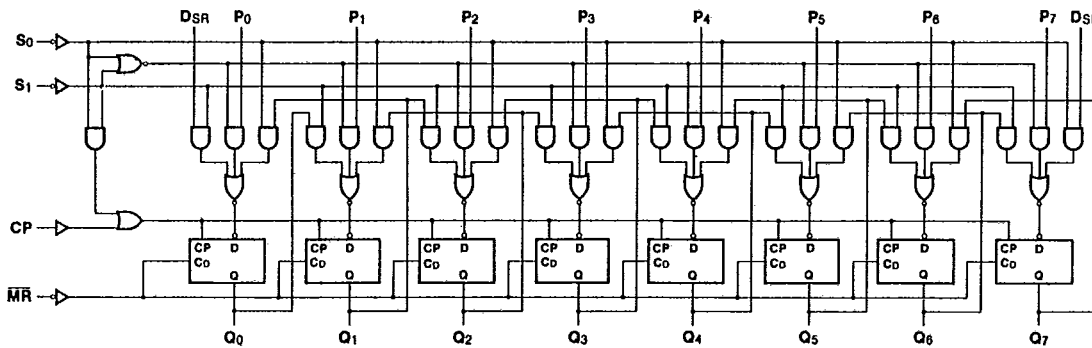 DSR P0 P1 P2 P3 P4 P5 P6 P7 DS
S0
S1
CP
CP D CP D CP D CP D CP D CP D CP D CP D
CD CD CD CD CD CD CD CD
Q Q Q Q Q Q Q Q
MR
Q0 Q1 Q2 Q3 Q4 Q5 Q6 Q7